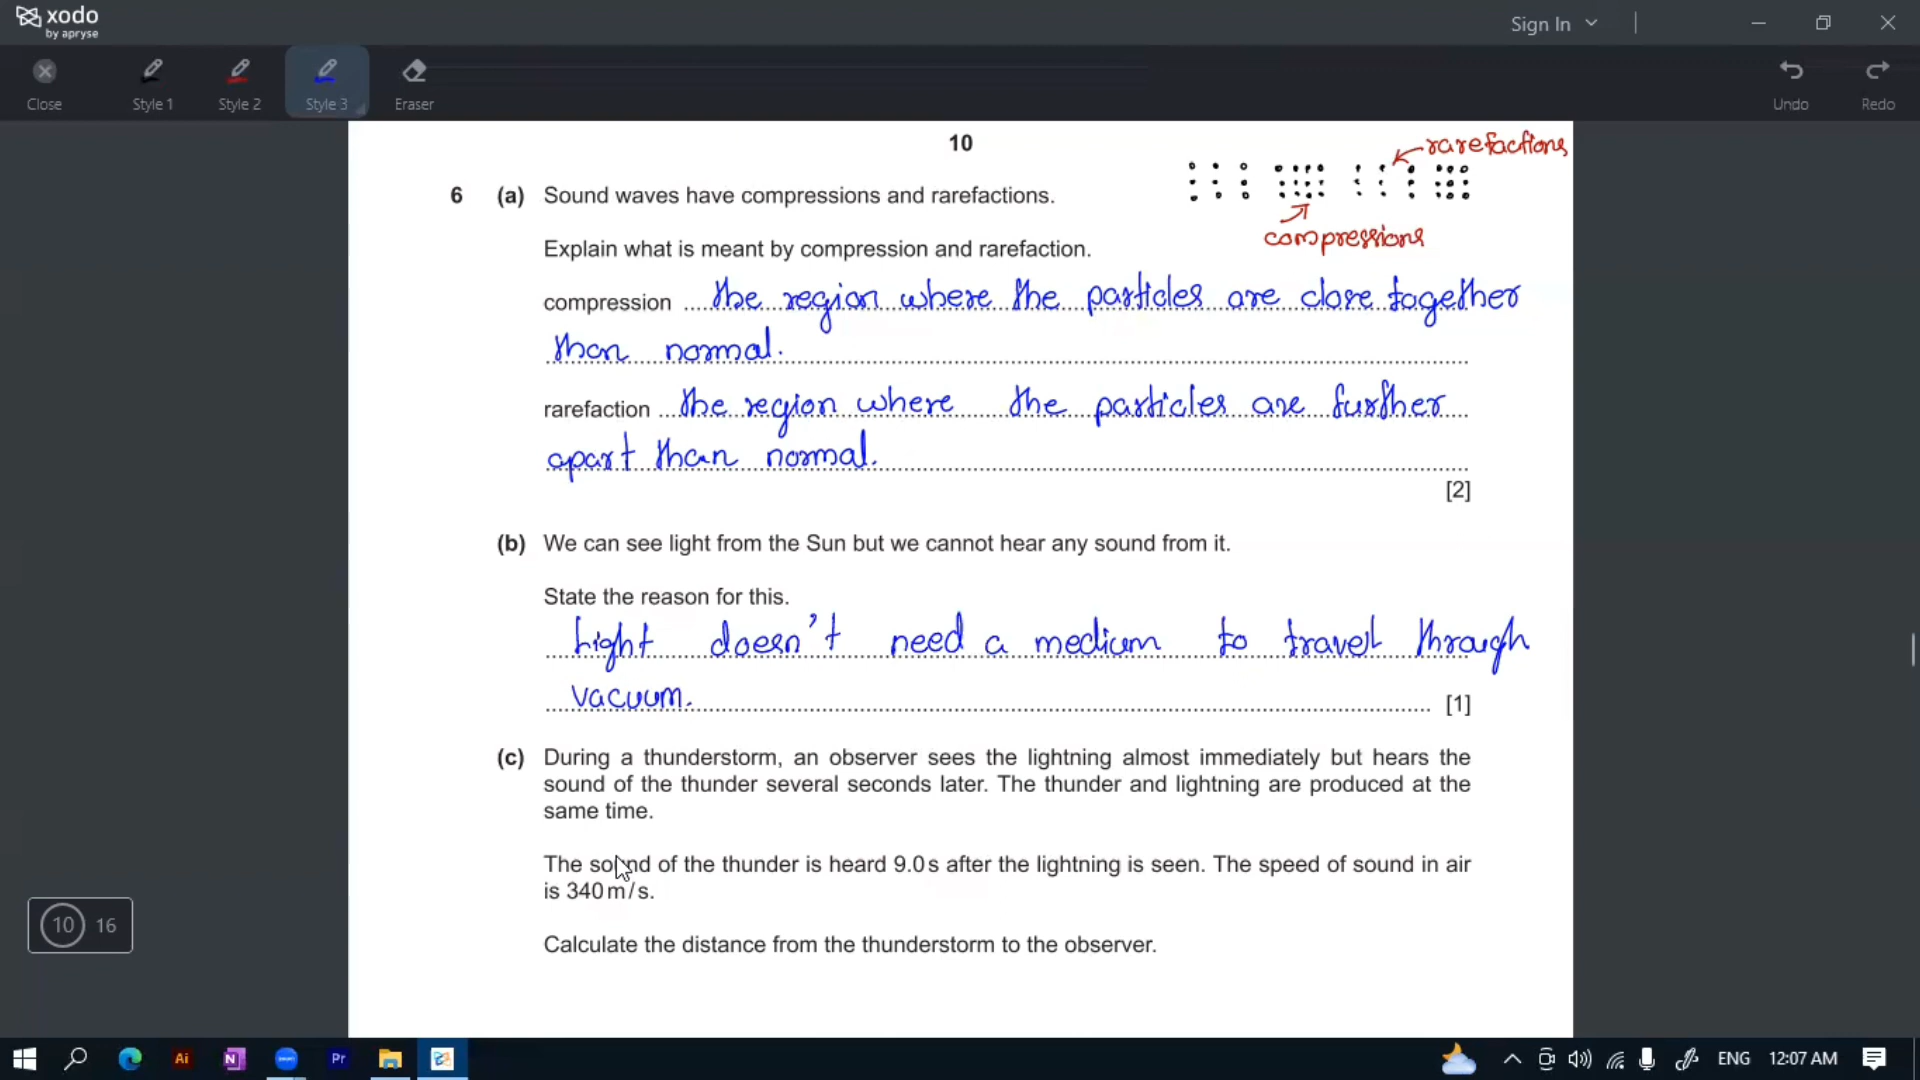 xodo
by apryse
Sign In
Close
Style 1
Style 2
Style 3
Eraser
Undo
Redo
10
rarefactions
compressions
6 (a) Sound waves have compressions and rarefactions.
Explain what is meant by compression and rarefaction.
compression the region where the particles are close together
than normal.
rarefaction the region where the particles are further
apart than normal.
[2]
(b) We can see light from the Sun but we cannot hear any sound from it.
State the reason for this.
Light doesn't need a medium to travel through
vacuum. [1]
(c) During a thunderstorm, an observer sees the lightning almost immediately but hears the
sound of the thunder several seconds later. The thunder and lightning are produced at the
same time.
The sound of the thunder is heard 9.0 s after the lightning is seen. The speed of sound in air
is 340 m/s.
Calculate the distance from the thunderstorm to the observer.
10 16
Ai
N
Pr
ENG
12:07 AM